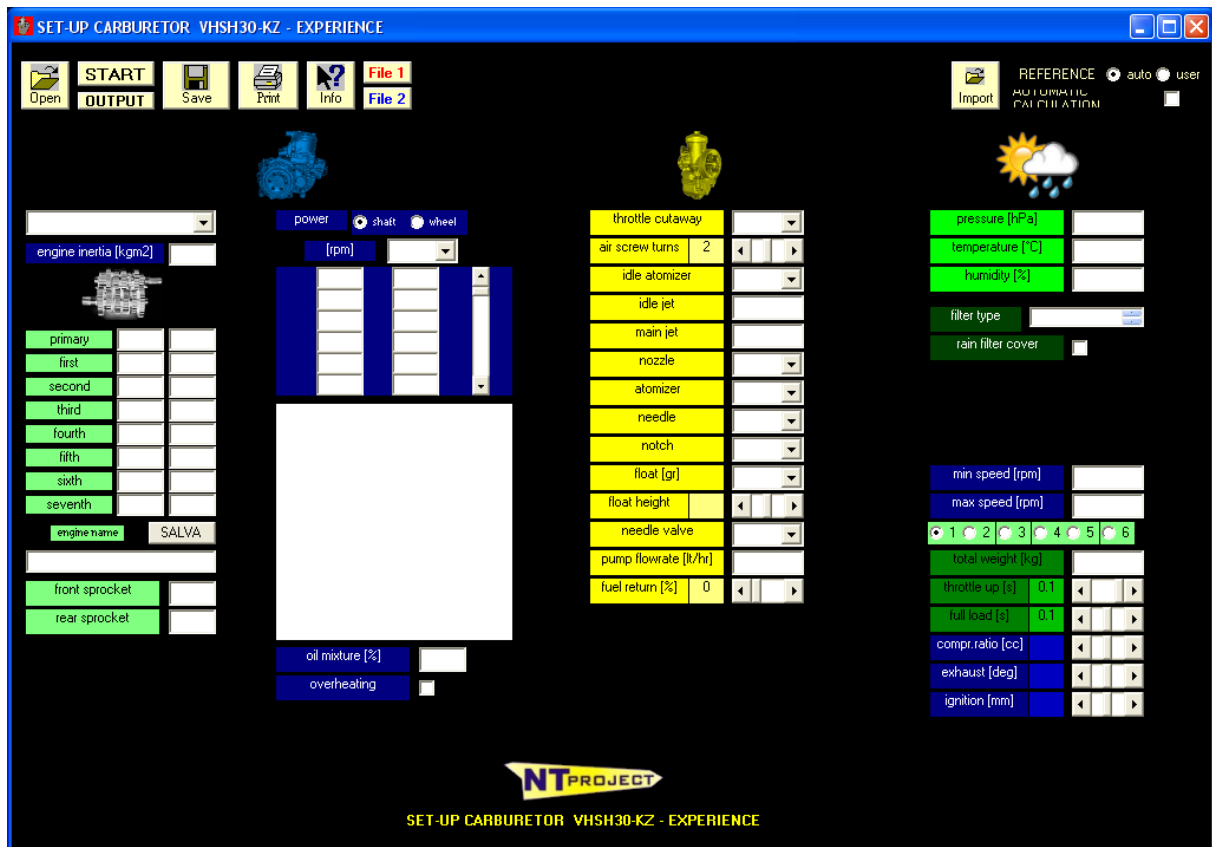 SET-UP CARBURETOR VHSH30-KZ - EXPERIENCE
Open
START
OUTPUT
Save
Print
Info
File 1
File 2
Import
REFERENCE auto user
AUTOMATIC
CALCULATION
engine inertia [kgm2]
primary
first
second
third
fourth
fifth
sixth
seventh
engine name SALVA
front sprocket
rear sprocket
power shaft wheel
[rpm]
oil mixture [%]
overheating
throttle cutaway
air screw turns 2
idle atomizer
idle jet
main jet
nozzle
atomizer
needle
notch
float [gr]
float height
needle valve
pump flowrate [lt/hr]
fuel return [%] 0
pressure [hPa]
temperature [°C]
humidity [%]
filter type
rain filter cover
min speed [rpm]
max speed [rpm]
1 2 3 4 5 6
total weight [kg]
throttle up [s] 0.1
full load [s] 0.1
compr.ratio [cc]
exhaust [deg]
ignition [mm]
NTPROJECT
SET-UP CARBURETOR VHSH30-KZ - EXPERIENCE